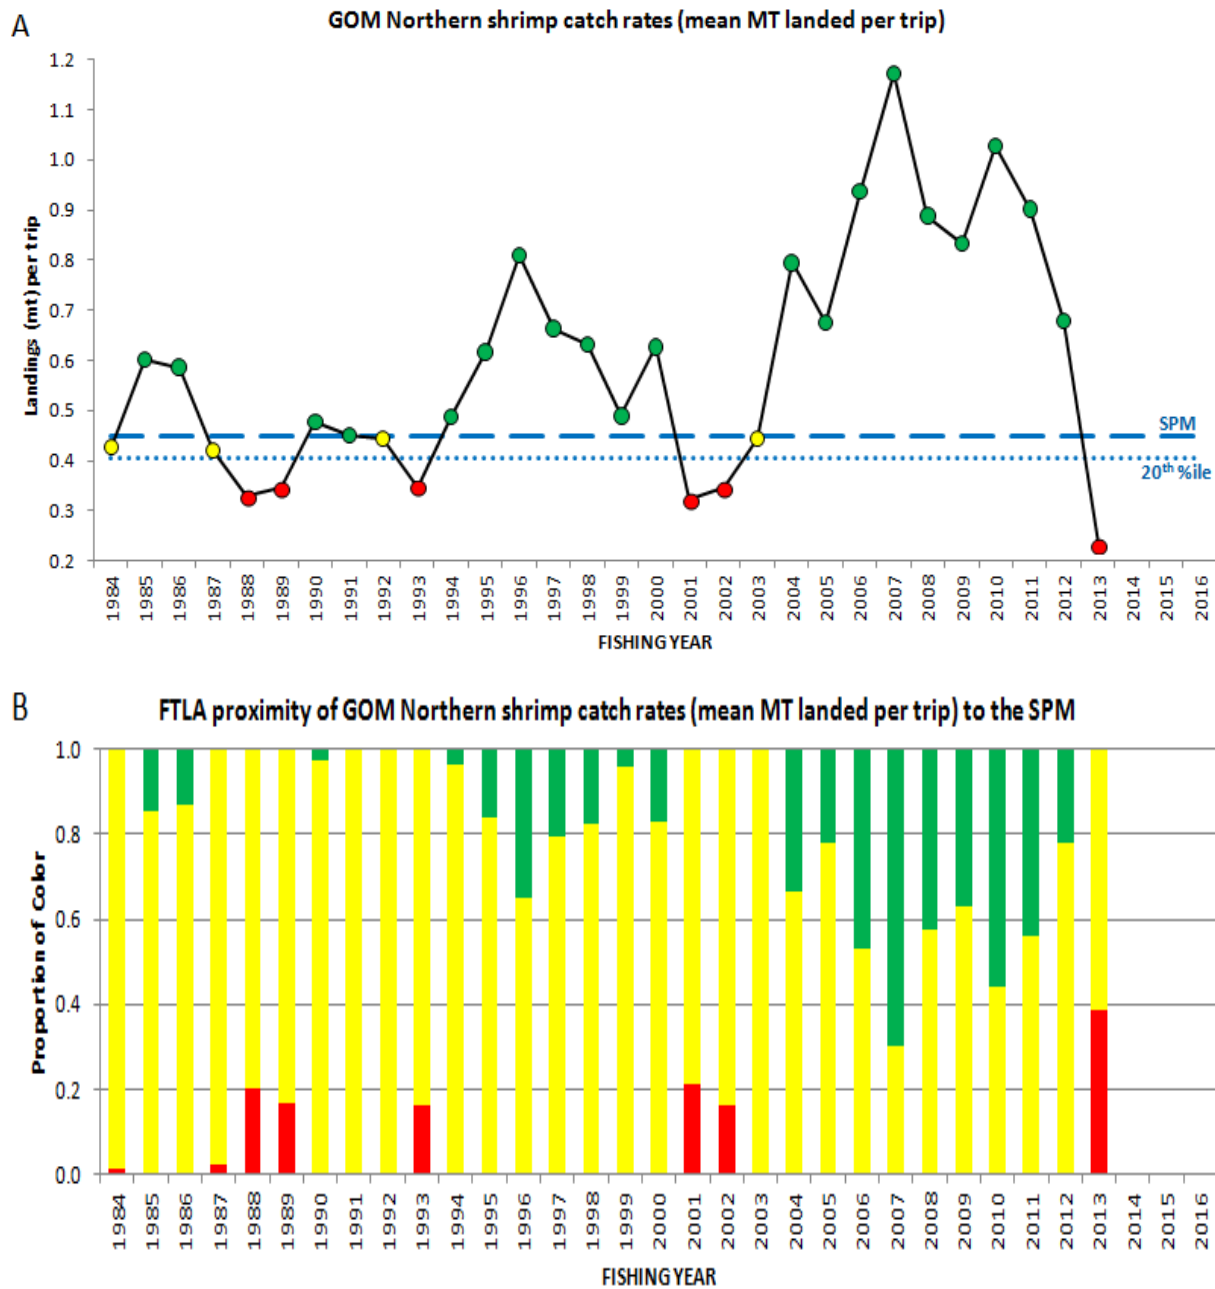 A
GOM Northern shrimp catch rates (mean MT landed per trip)
Landings (mt) per trip
1.2
1.1
1.0
0.9
0.8
0.7
0.6
0.5
0.4
0.3
0.2
SPM
20th %ile
1984 1985 1986 1987 1988 1989 1990 1991 1992 1993 1994 1995 1996 1997 1998 1999 2000 2001 2002 2003 2004 2005 2006 2007 2008 2009 2010 2011 2012 2013 2014 2015 2016
FISHING YEAR
B
FTLA proximity of GOM Northern shrimp catch rates (mean MT landed per trip) to the SPM
Proportion of Color
1.0
0.8
0.6
0.4
0.2
0.0
1984 1985 1986 1987 1988 1989 1990 1991 1992 1993 1994 1995 1996 1997 1998 1999 2000 2001 2002 2003 2004 2005 2006 2007 2008 2009 2010 2011 2012 2013 2014 2015 2016
FISHING YEAR